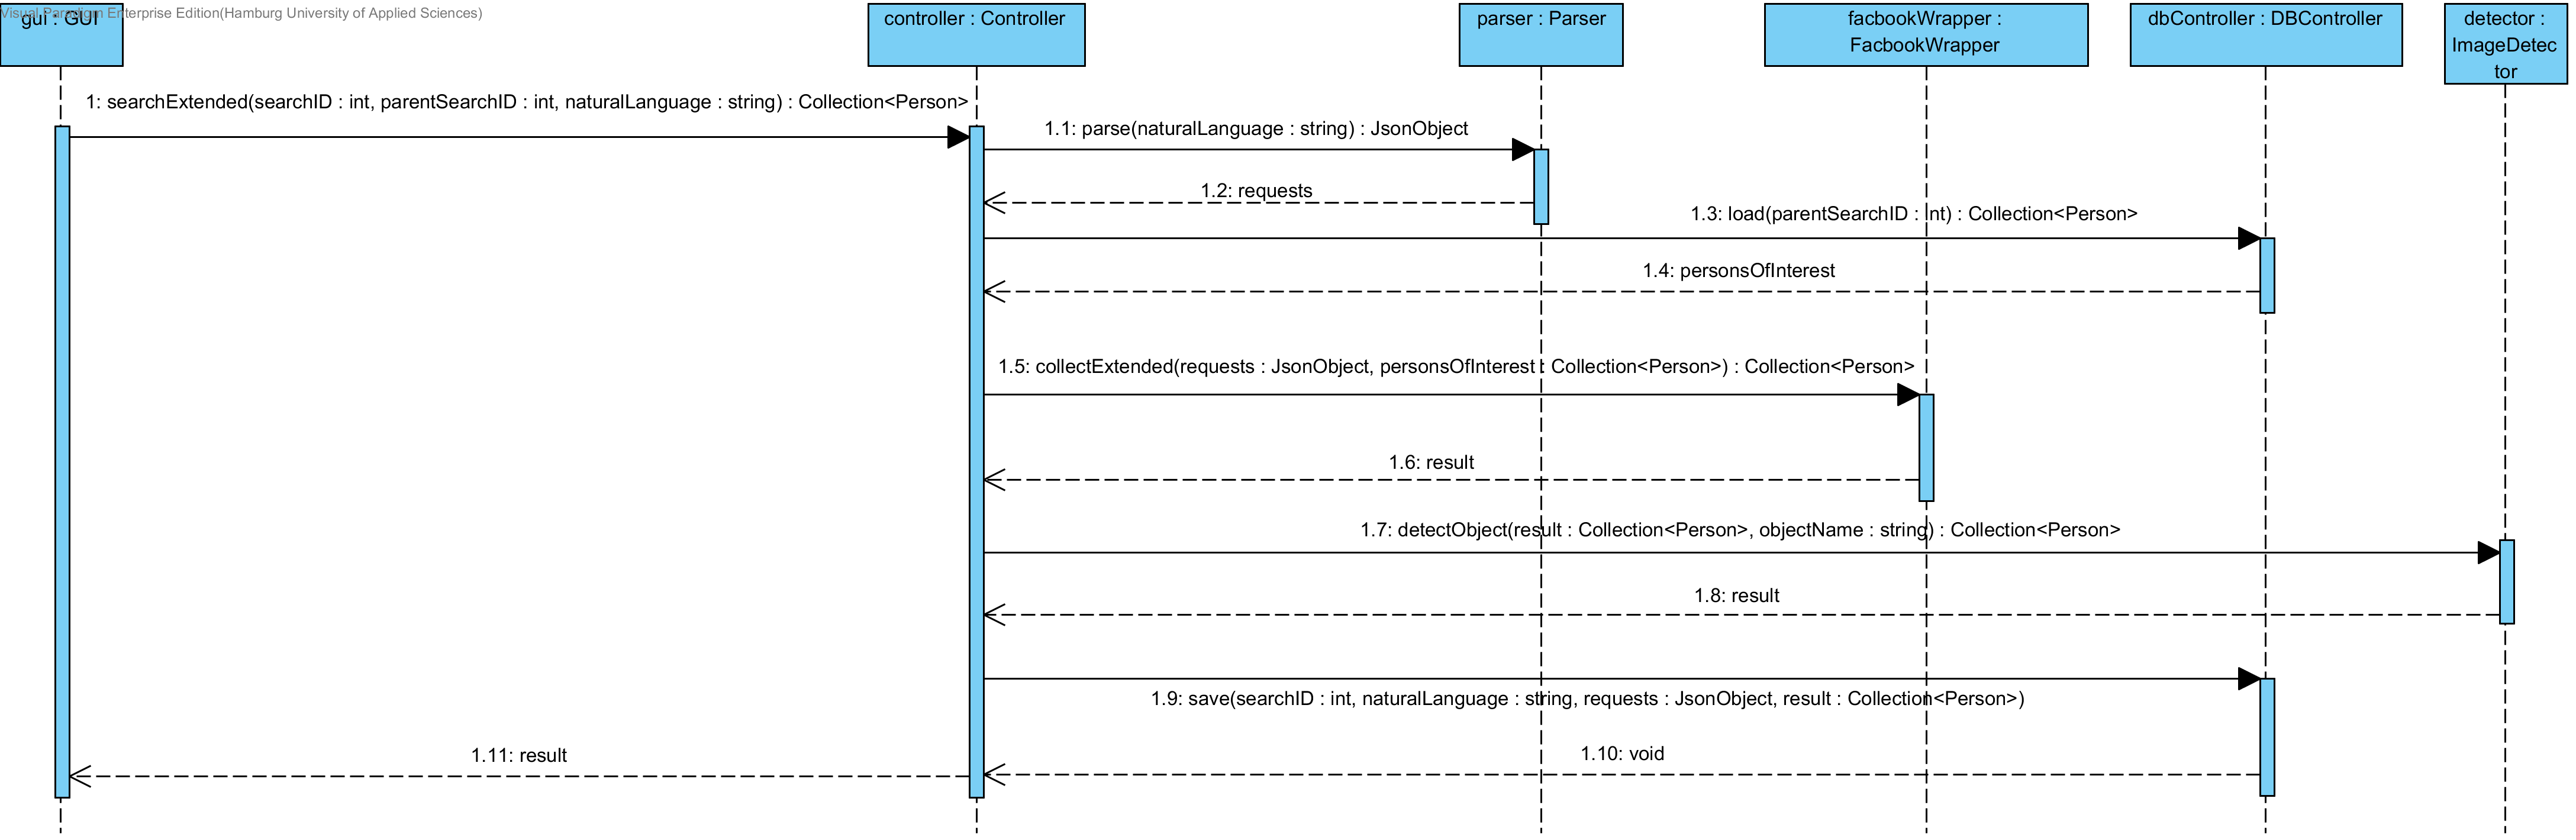 Visual Paradigm Enterprise Edition(Hamburg University of Applied Sciences)
gui : GUI
controller : Controller
parser : Parser
facbookWrapper :
FacbookWrapper
dbController : DBController
detector :
ImageDetec
tor
1: searchExtended(searchID : int, parentSearchID : int, naturalLanguage : string) : Collection<Person>
1.1: parse(naturalLanguage : string) : JsonObject
1.2: requests
1.3: load(parentSearchID : Int) : Collection<Person>
1.4: personsOfInterest
1.5: collectExtended(requests : JsonObject, personsOfInterest : Collection<Person>) : Collection<Person>
1.6: result
1.7: detectObject(result : Collection<Person>, objectName : string) : Collection<Person>
1.8: result
1.9: save(searchID : int, naturalLanguage : string, requests : JsonObject, result : Collection<Person>)
1.10: void
1.11: result